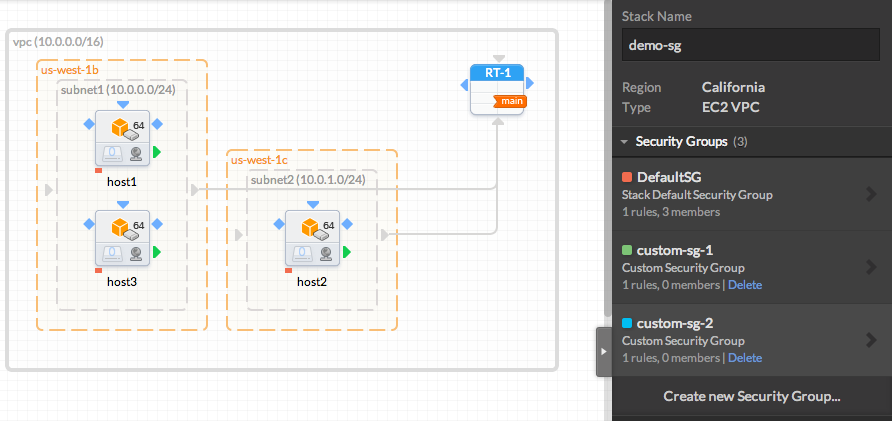 vpc (10.0.0.0/16)
us-west-1b
subnet1 (10.0.0.0/24)
64
host1
64
host3
us-west-1c
subnet2 (10.0.1.0/24)
64
host2
RT-1
main
Stack Name
demo-sg
Region California
Type EC2 VPC
Security Groups (3)
DefaultSG
Stack Default Security Group
1 rules, 3 members
custom-sg-1
Custom Security Group
1 rules, 0 members | Delete
custom-sg-2
Custom Security Group
1 rules, 0 members | Delete
Create new Security Group...